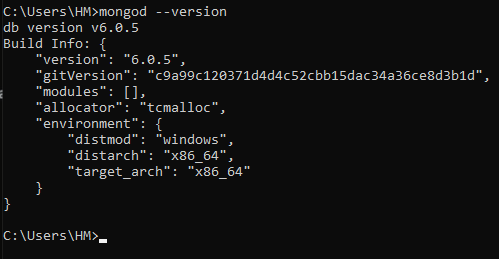 C:\Users\HM>mongod --version
db version v6.0.5
Build Info: {
    "version": "6.0.5",
    "gitVersion": "c9a99c120371d4d4c52cbb15dac34a36ce8d3b1d",
    "modules": [],
    "allocator": "tcmalloc",
    "environment": {
        "distmod": "windows",
        "distarch": "x86_64",
        "target_arch": "x86_64"
    }
}
C:\Users\HM>